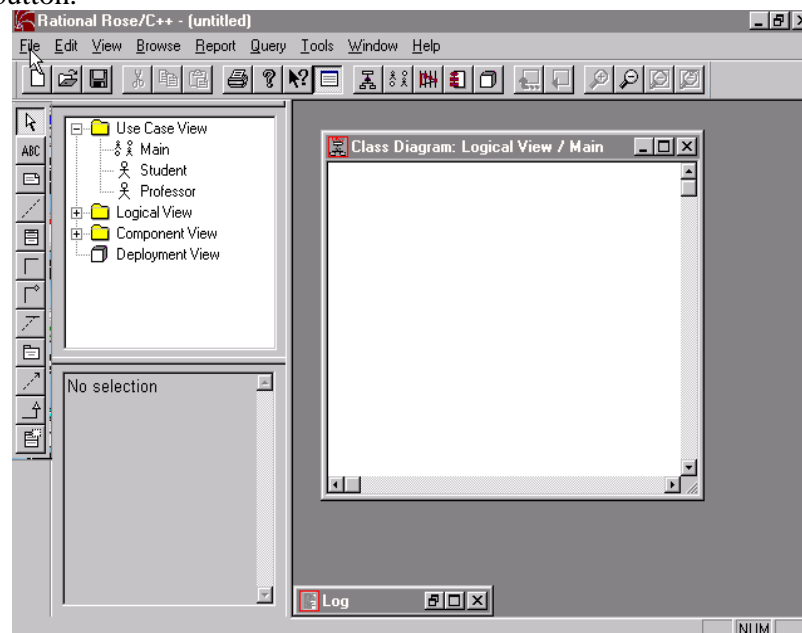 button.
Rational Rose/C++ - (untitled)
File Edit View Browse Report Query Tools Window Help
ABC
Use Case View
Main
Student
Professor
Logical View
Component View
Deployment View
Class Diagram: Logical View / Main
No selection
Log
NUM